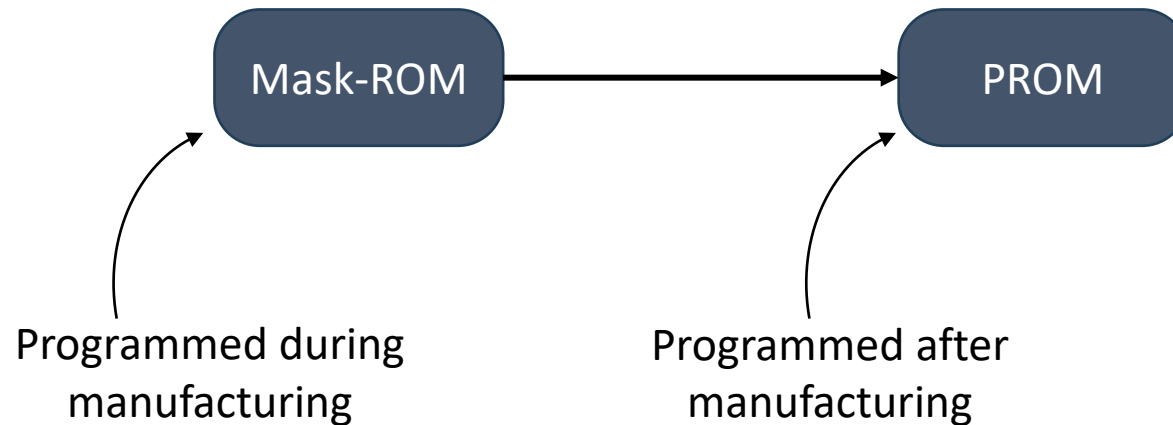 Mask-ROM
PROM
Programmed during
manufacturing
Programmed after
manufacturing